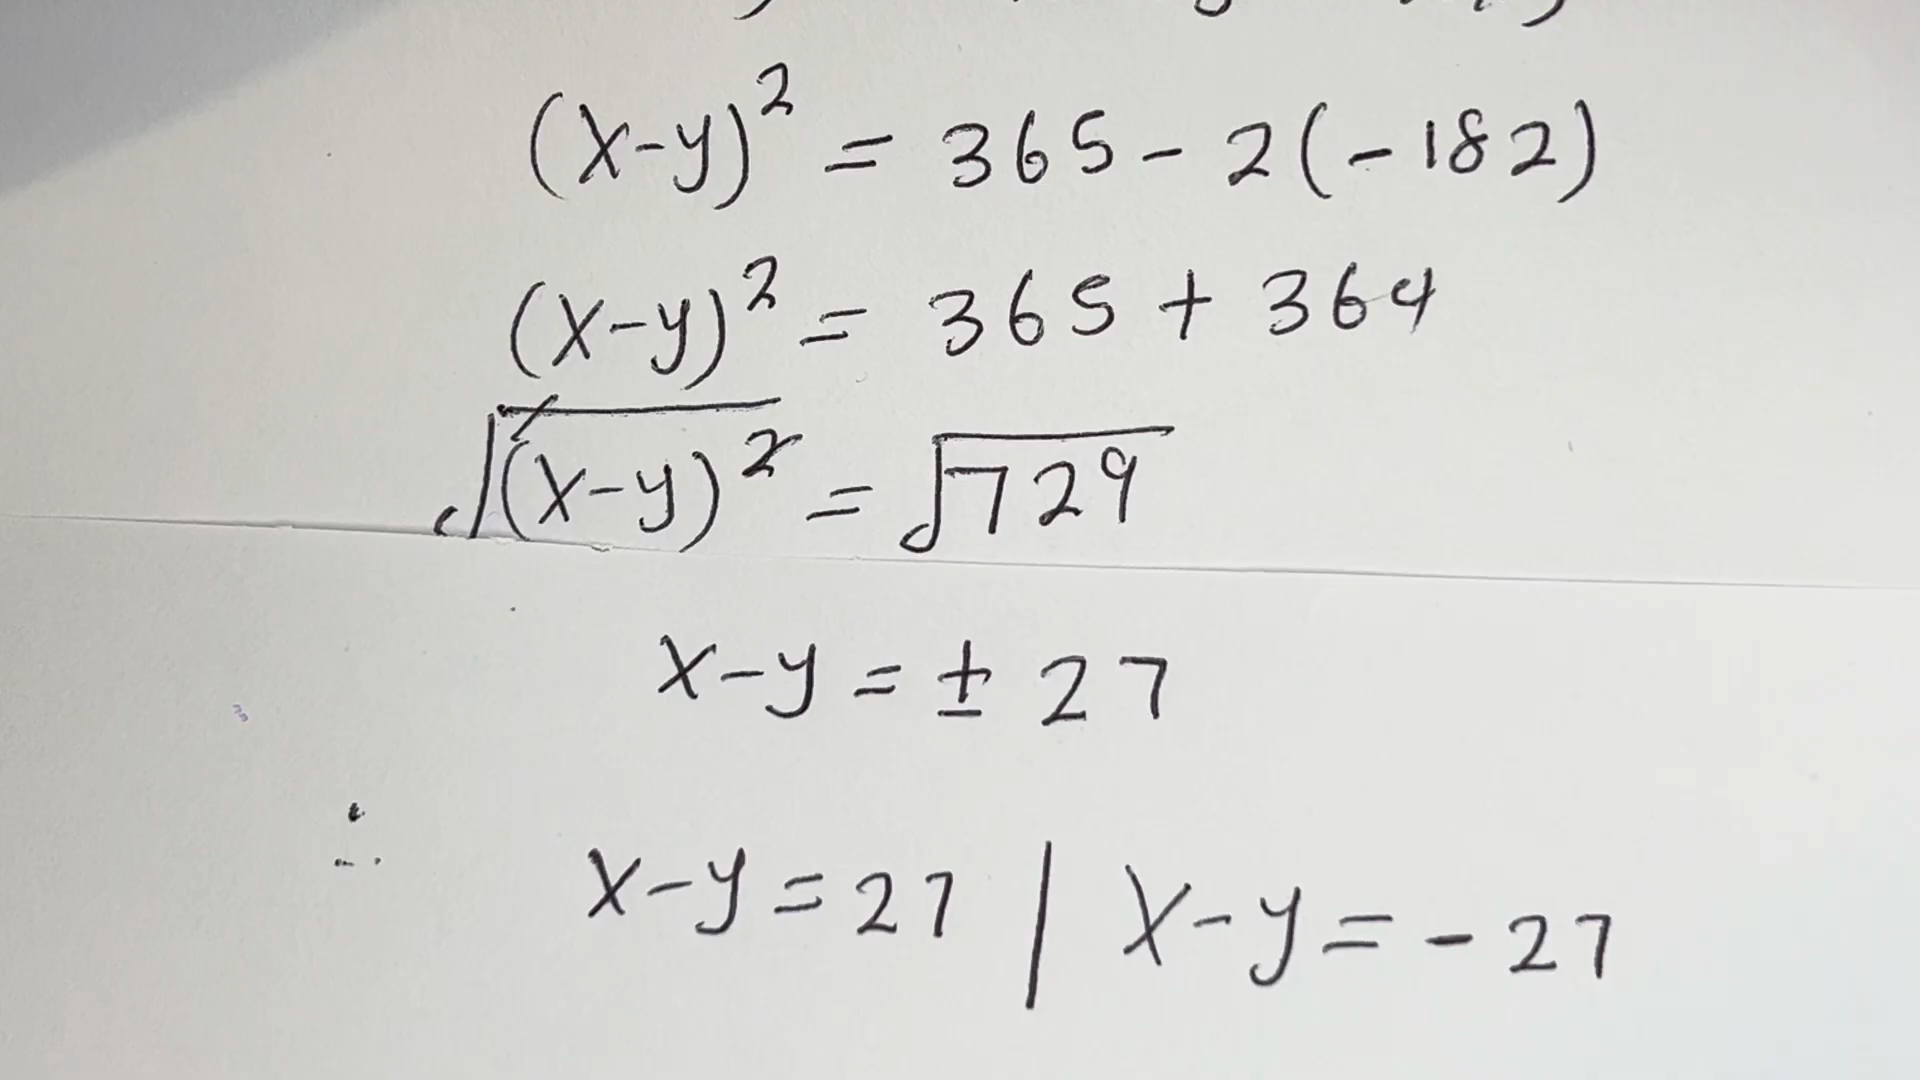 (x-y)² = 365 - 2(-182)
(x-y)² = 365 + 364
√(x-y)² = √729
x-y = ± 27
∴ x-y = 27 | x-y = - 27